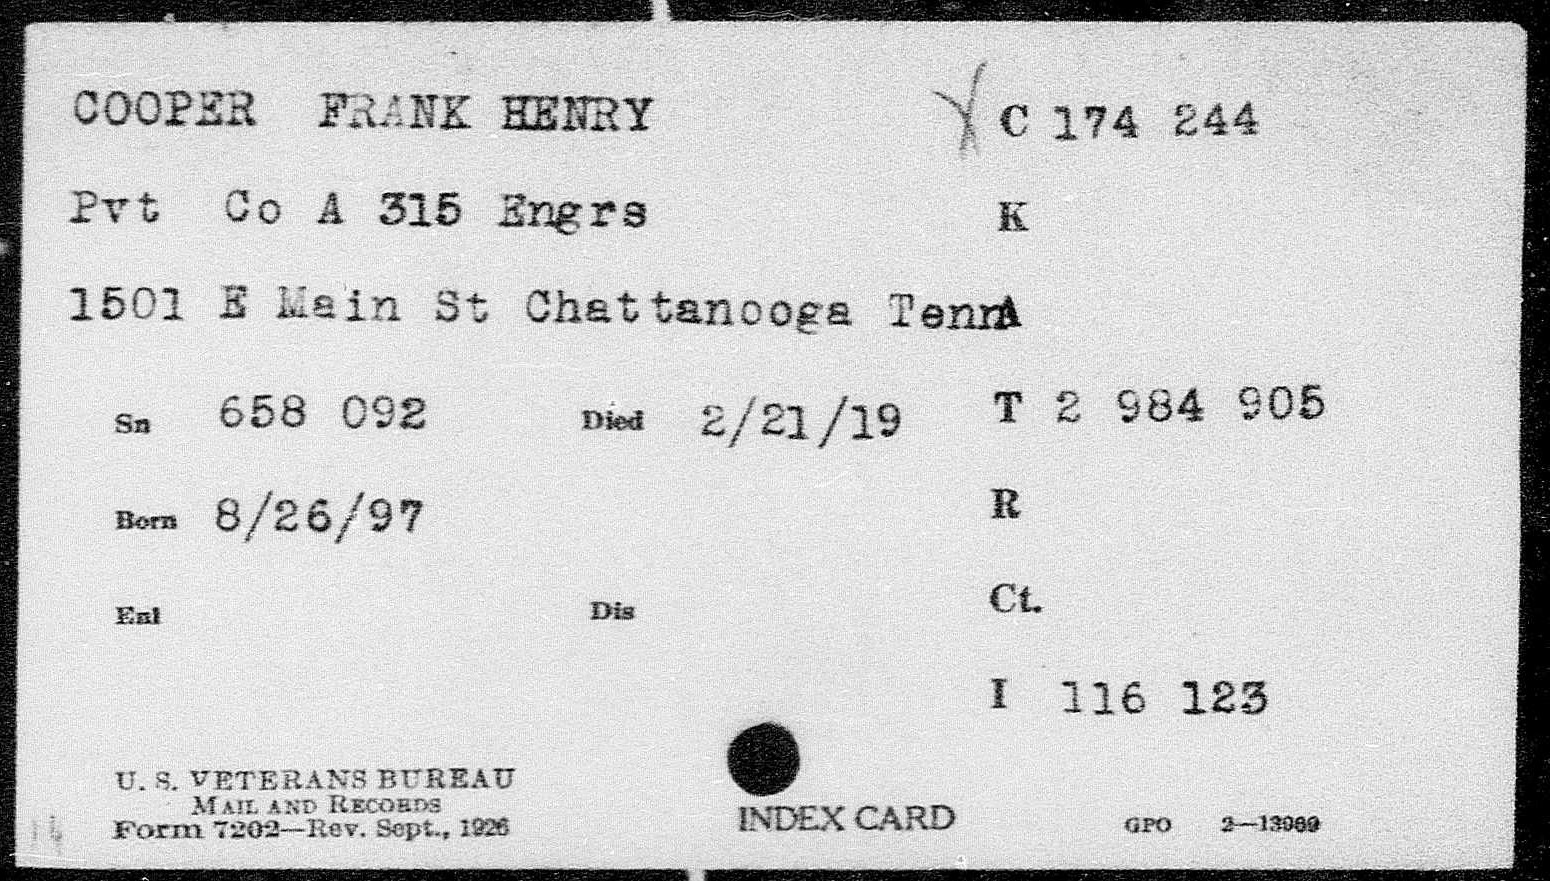 COOPER FRANK HENRY C 174 244
Pvt Co A 315 Engrs K
1501 E Main St Chattanooga Tenn A
Sn 658 092 Died 2/21/19 T 2 984 905
Born 8/26/97 R
Enl Dis Ct.
I 116 123
U. S. VETERANS BUREAU
MAIL AND RECORDS
Form 7202—Rev. Sept., 1926
INDEX CARD
GPO